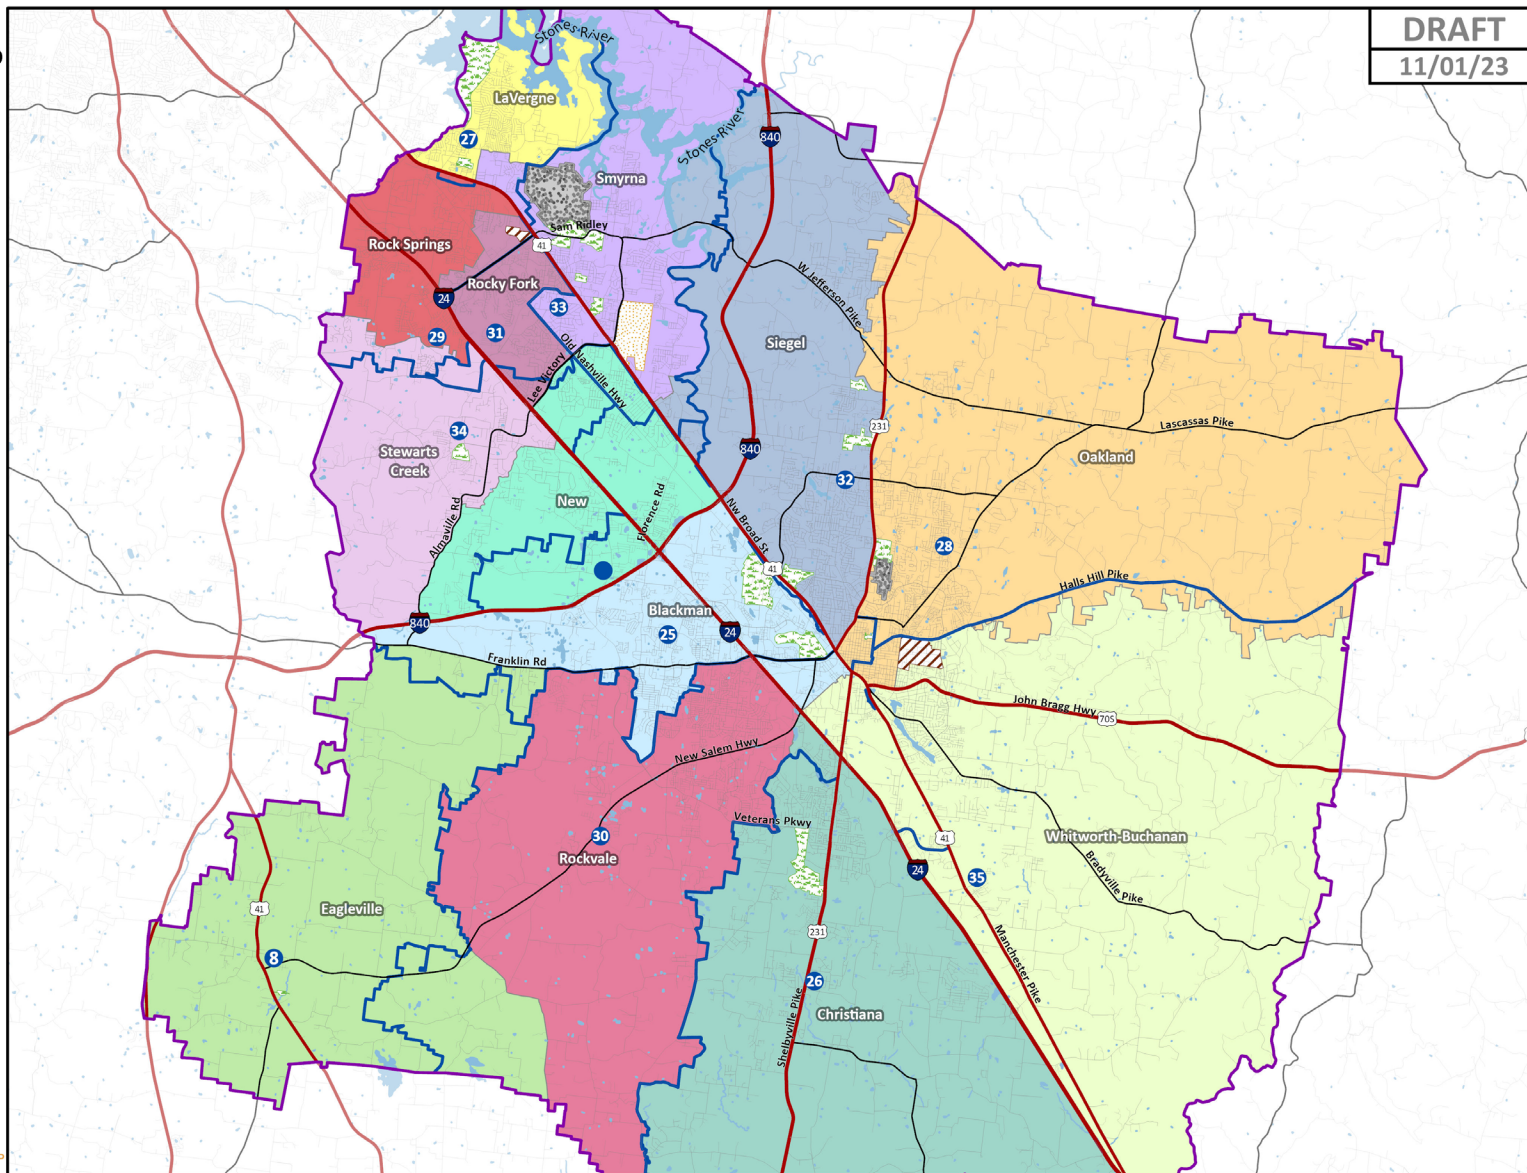 DRAFT
11/01/23
Stones River
LaVergne
27
840
Stones River
Smyrna
Sam Ridley
41
Rock Springs
Rocky Fork
24
W Jefferson Pike
33
31
29
Siegel
Old Nashville Hwy
Lee Victory
231
Lascassas Pike
34
Stewarts
Creek
840
Oakland
32
New
Florence Rd
Nw Broad St
Almaville Rd
28
41
Halls Hill Pike
Blackman
25
24
840
Franklin Rd
John Bragg Hwy
70S
New Salem Hwy
Veterans Pkwy
30
Rockvale
41
Whitworth-Buchanan
Bradyville Pike
24
35
41
Eagleville
231
Manchester Pike
8
26
Shelbyville Pike
Christiana